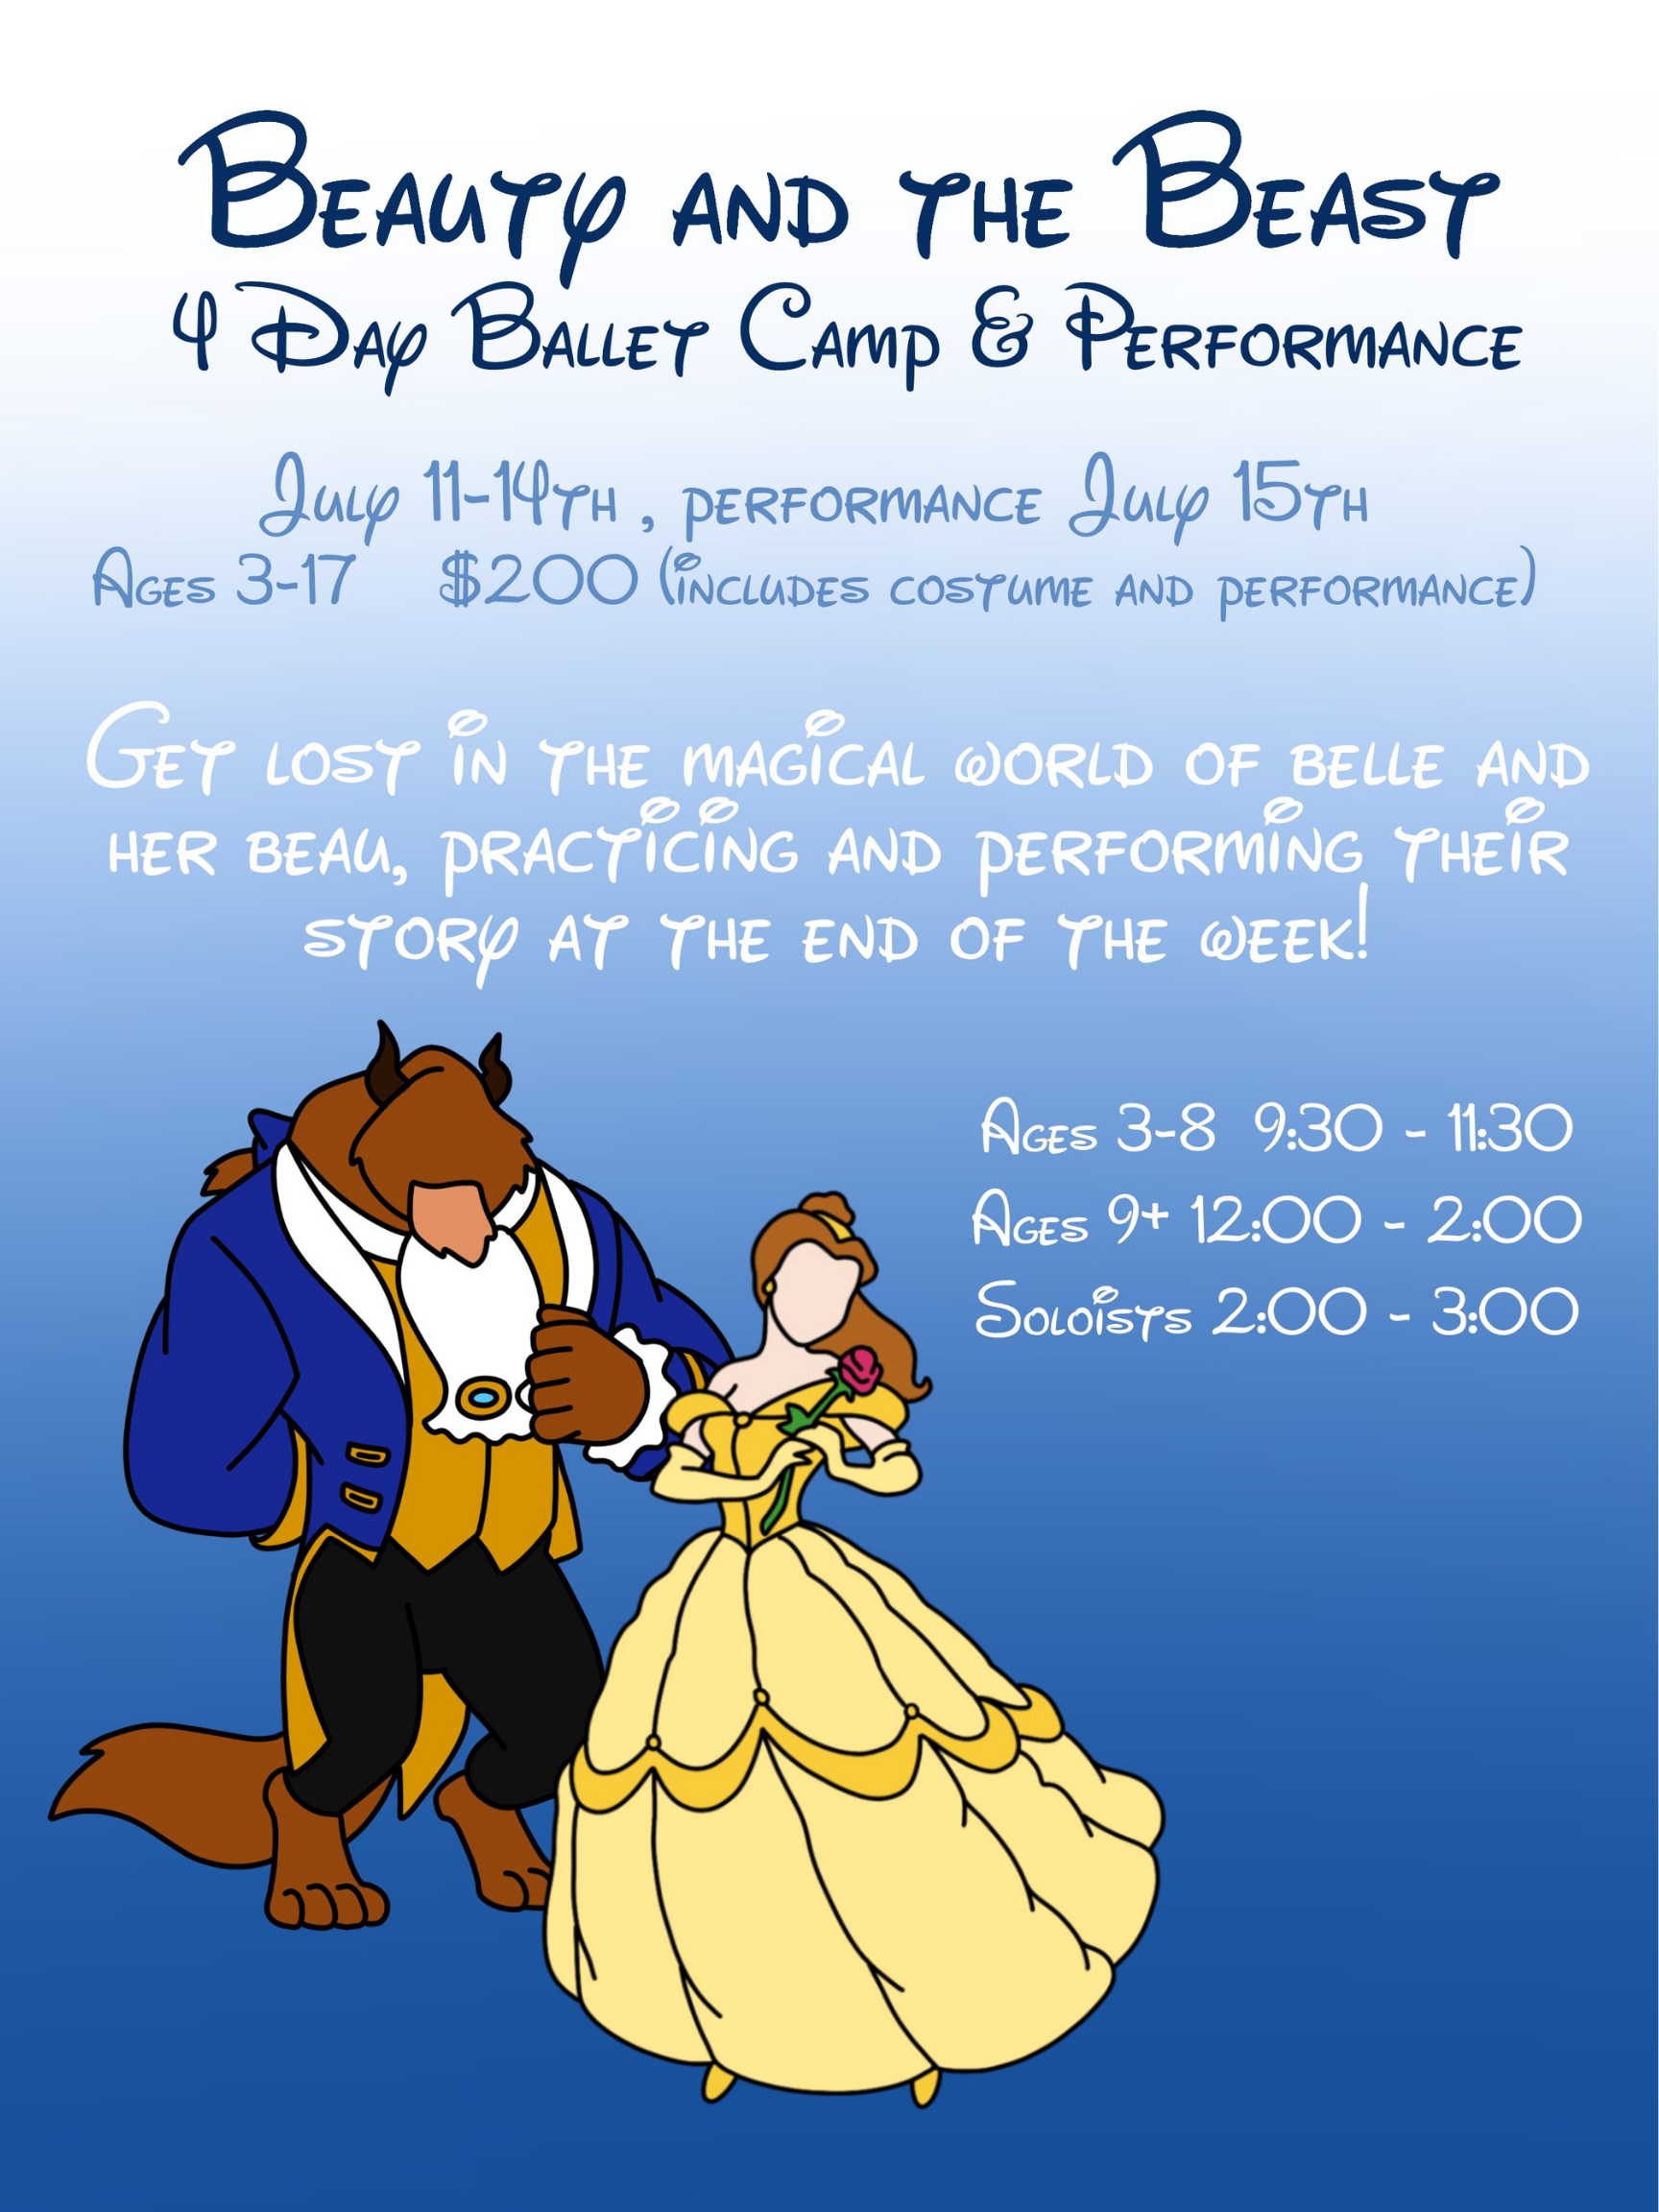 Beauty and the Beast
4 Day Ballet Camp & Performance
July 11-14th, performance July 15th
Ages 3-17 $200 (includes costume and performance)
Get lost in the magical world of belle and
her beau, practicing and performing their
story at the end of the week!
Ages 3-8 9:30 - 11:30
Ages 9+ 12:00 - 2:00
Soloists 2:00 - 3:00